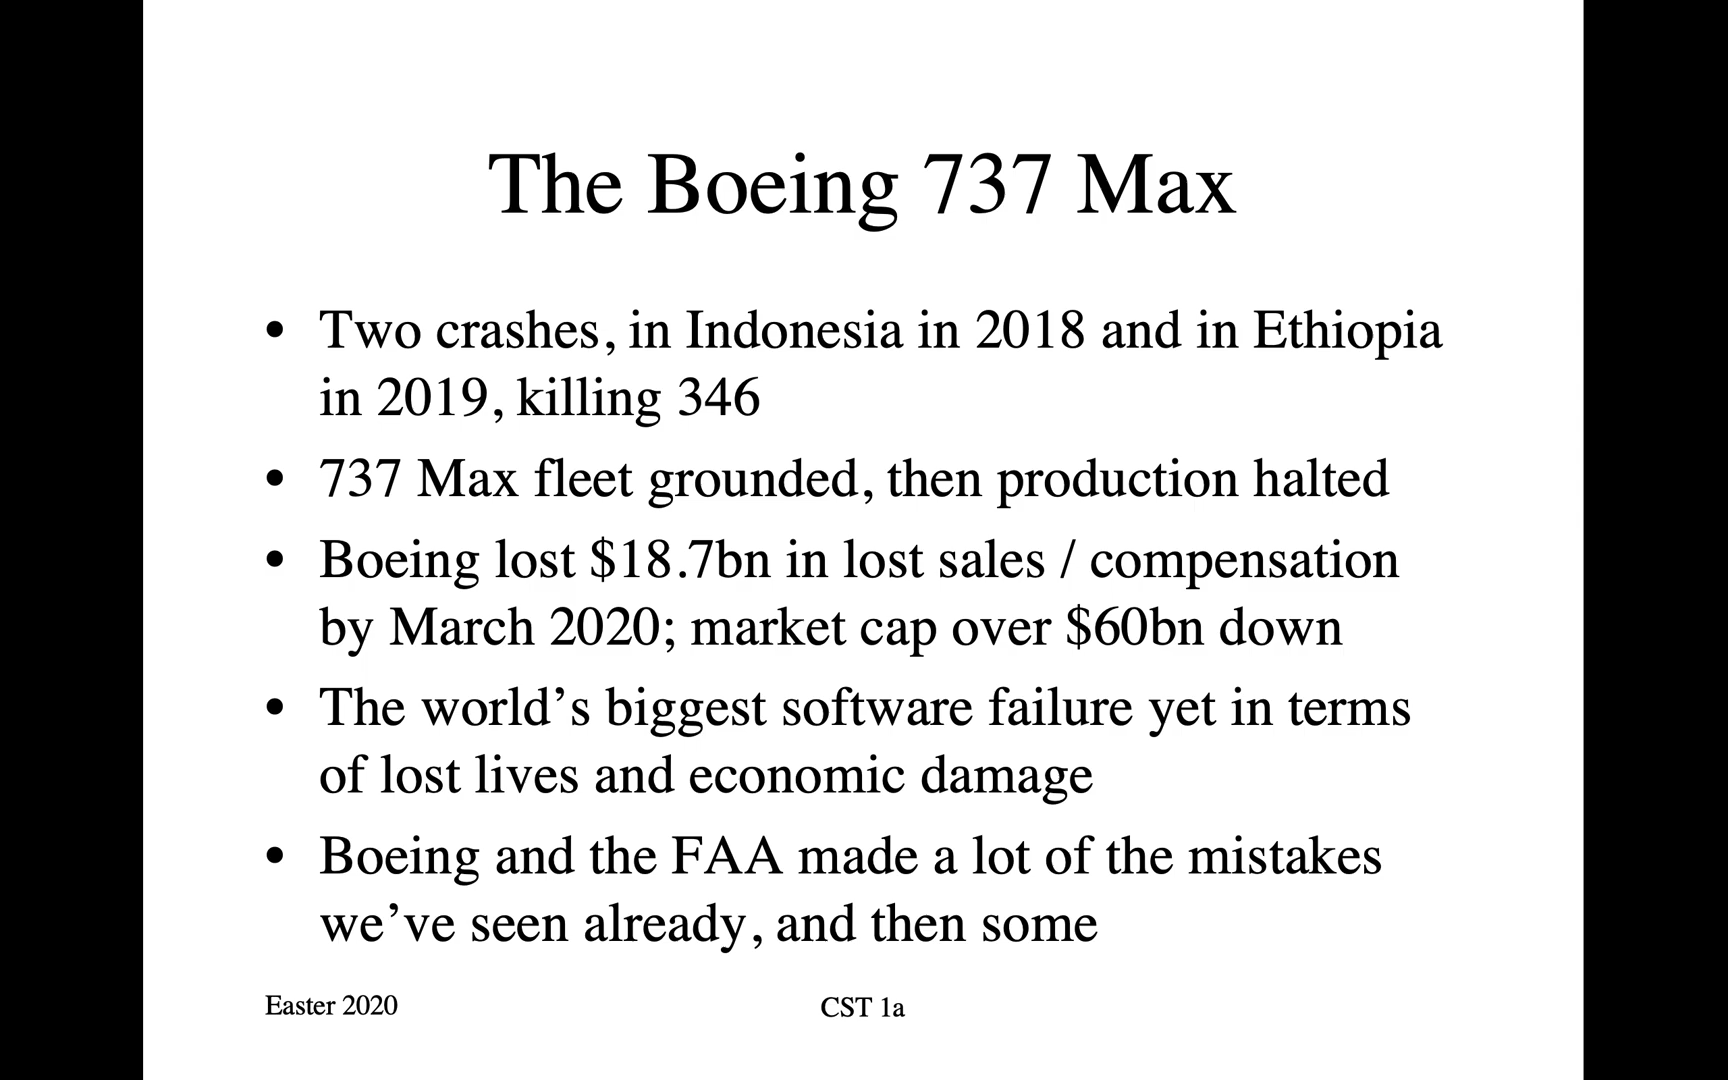 The Boeing 737 Max
• Two crashes, in Indonesia in 2018 and in Ethiopia
in 2019, killing 346
• 737 Max fleet grounded, then production halted
• Boeing lost $18.7bn in lost sales / compensation
by March 2020; market cap over $60bn down
• The world’s biggest software failure yet in terms
of lost lives and economic damage
• Boeing and the FAA made a lot of the mistakes
we’ve seen already, and then some
Easter 2020
CST 1a